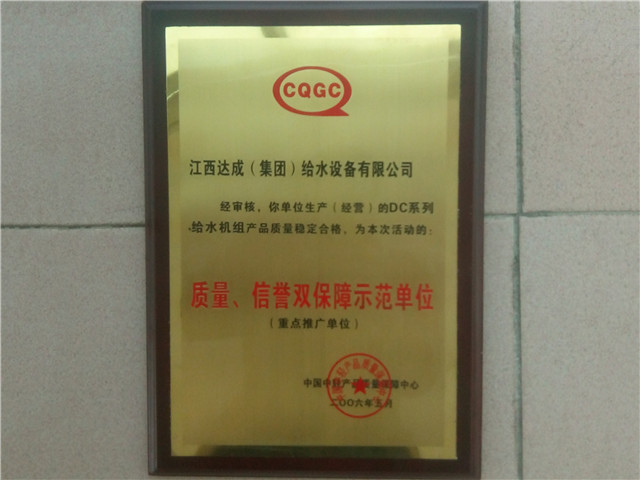 CQGC
江西达成（集团）给水设备有限公司
经审核，你单位生产（经营）的DC系列
给水机组产品质量稳定合格，为本次活动的：
质量、信誉双保障示范单位
（重点推广单位）
中国中轻产品质量保障中心
二〇〇六年五月